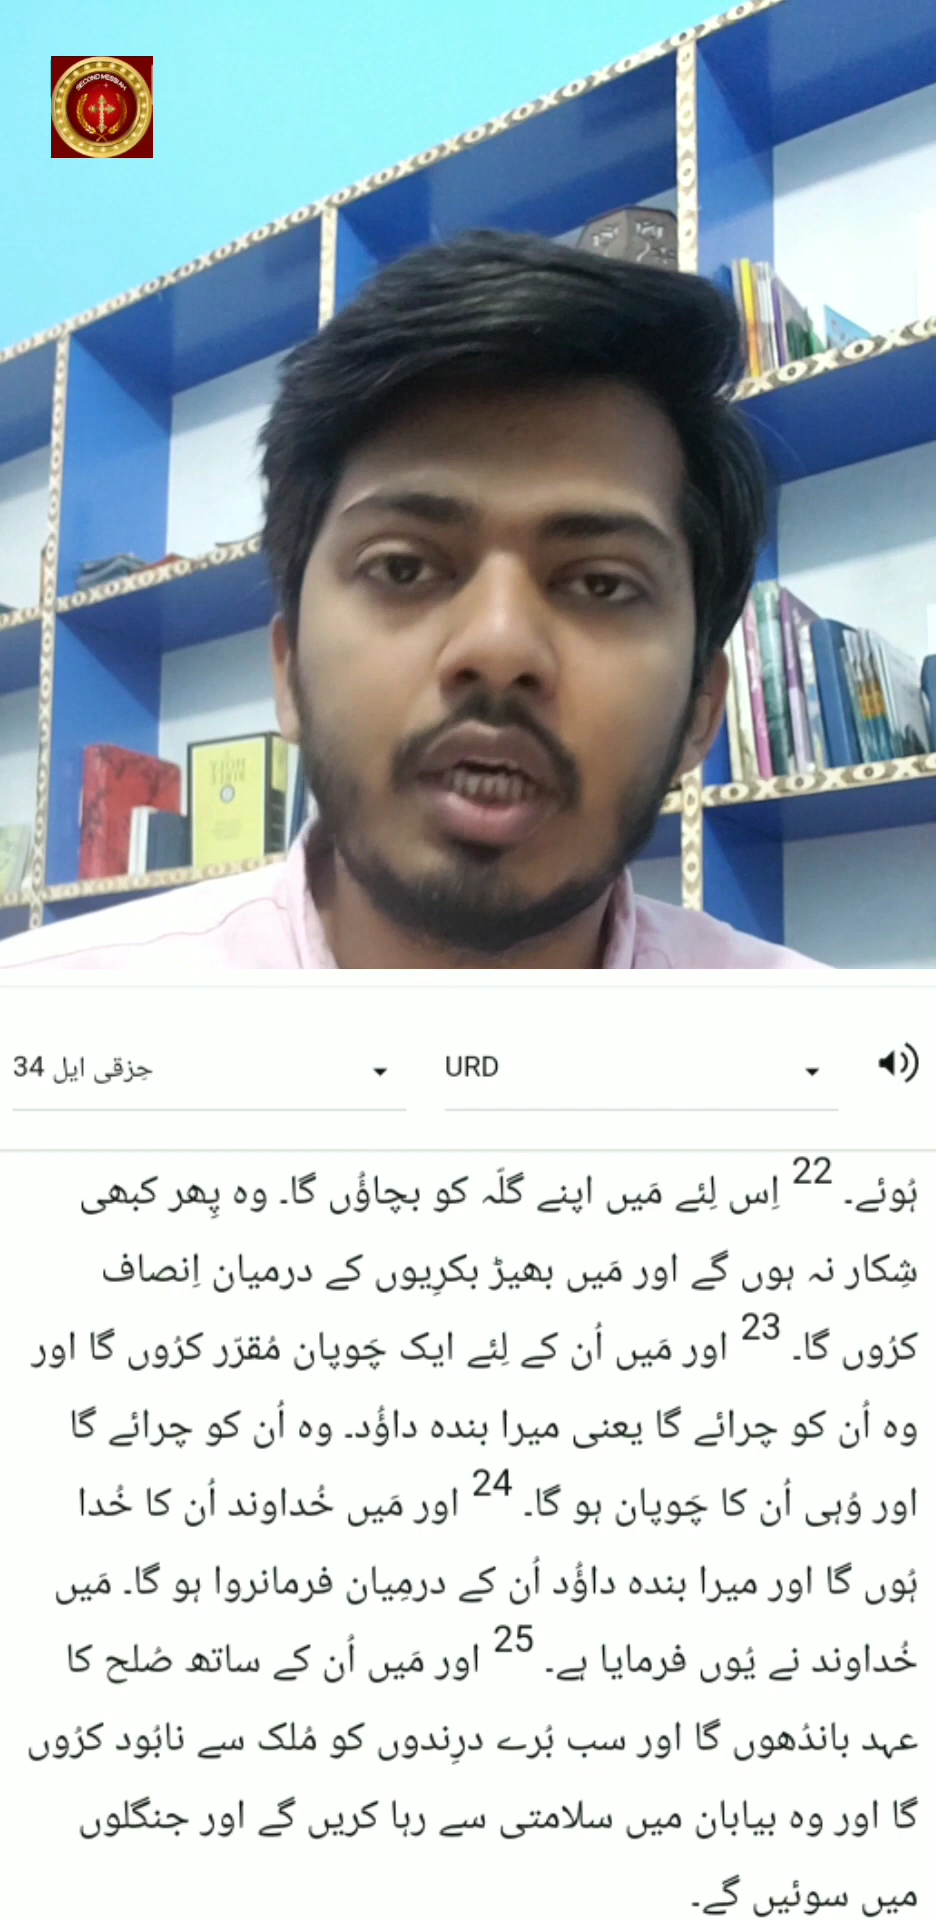 SECOND MESSIAH
HOLY
BIBLE
حِزقی ایل 34
URD
ہُوئے۔ 22 اِس لِئے مَیں اپنے گلّہ کو بچاؤُں گا۔ وہ پِھر کبھی
شِکار نہ ہوں گے اور مَیں بھیڑ بکرِیوں کے درمیان اِنصاف
کرُوں گا۔ 23 اور مَیں اُن کے لِئے ایک چَوپان مُقرّر کرُوں گا اور
وہ اُن کو چرائے گا یعنی میرا بندہ داؤُد۔ وہ اُن کو چرائے گا
اور وُہی اُن کا چَوپان ہو گا۔ 24 اور مَیں خُداوند اُن کا خُدا
ہُوں گا اور میرا بندہ داؤُد اُن کے درمِیان فرمانروا ہو گا۔ مَیں
خُداوند نے یُوں فرمایا ہے۔ 25 اور مَیں اُن کے ساتھ صُلح کا
عہد باندُھوں گا اور سب بُرے درِندوں کو مُلک سے نابُود کرُوں
گا اور وہ بیابان میں سلامتی سے رہا کریں گے اور جنگلوں
میں سوئیں گے۔